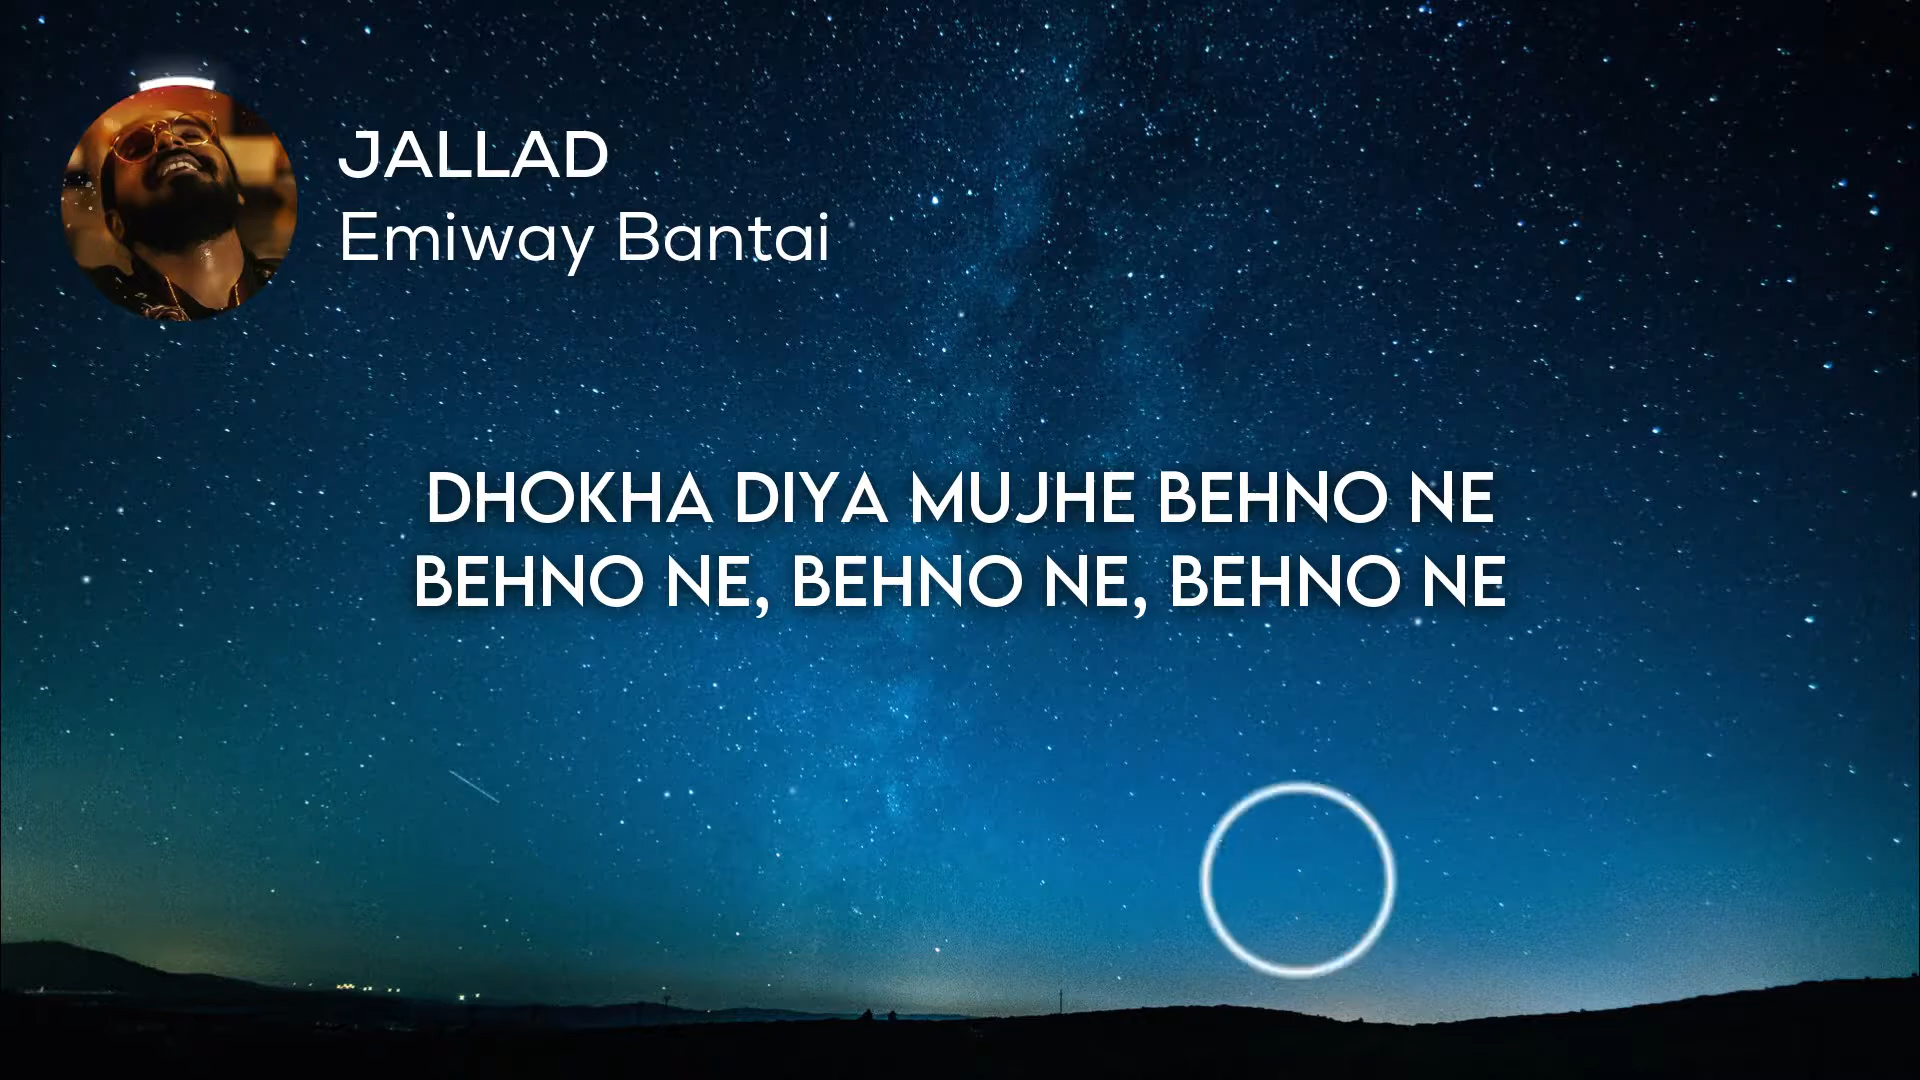 JALLAD
Emiway Bantai
DHOKHA DIYA MUJHE BEHNO NE
BEHNO NE, BEHNO NE, BEHNO NE